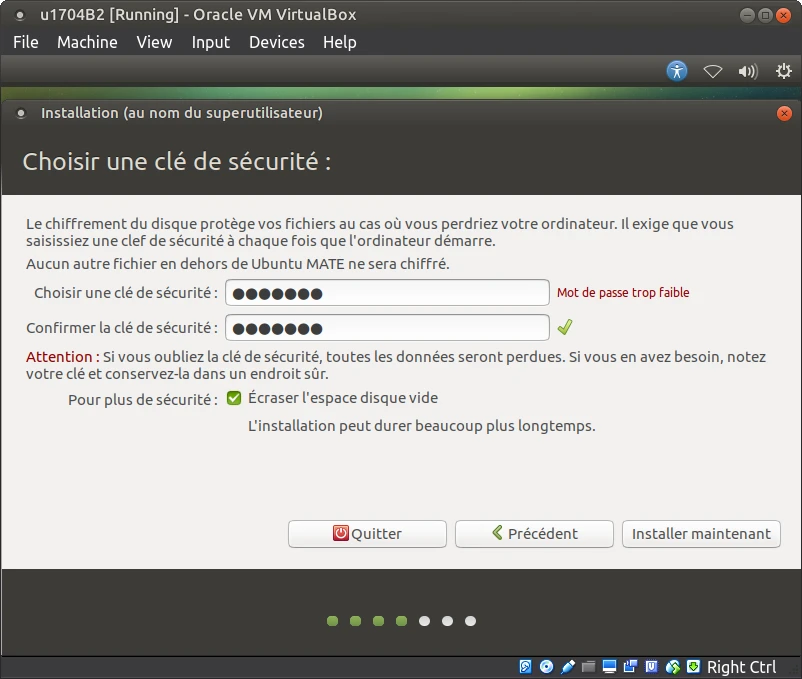 u1704B2 [Running] - Oracle VM VirtualBox
File Machine View Input Devices Help
Installation (au nom du superutilisateur)
Choisir une clé de sécurité :
Le chiffrement du disque protège vos fichiers au cas où vous perdriez votre ordinateur. Il exige que vous
saisissiez une clef de sécurité à chaque fois que l'ordinateur démarre.
Aucun autre fichier en dehors de Ubuntu MATE ne sera chiffré.
Choisir une clé de sécurité : ●●●●●●● Mot de passe trop faible
Confirmer la clé de sécurité : ●●●●●●●
Attention : Si vous oubliez la clé de sécurité, toutes les données seront perdues. Si vous en avez besoin, notez
votre clé et conservez-la dans un endroit sûr.
Pour plus de sécurité : Écraser l'espace disque vide
L'installation peut durer beaucoup plus longtemps.
Quitter Précédent Installer maintenant
Right Ctrl